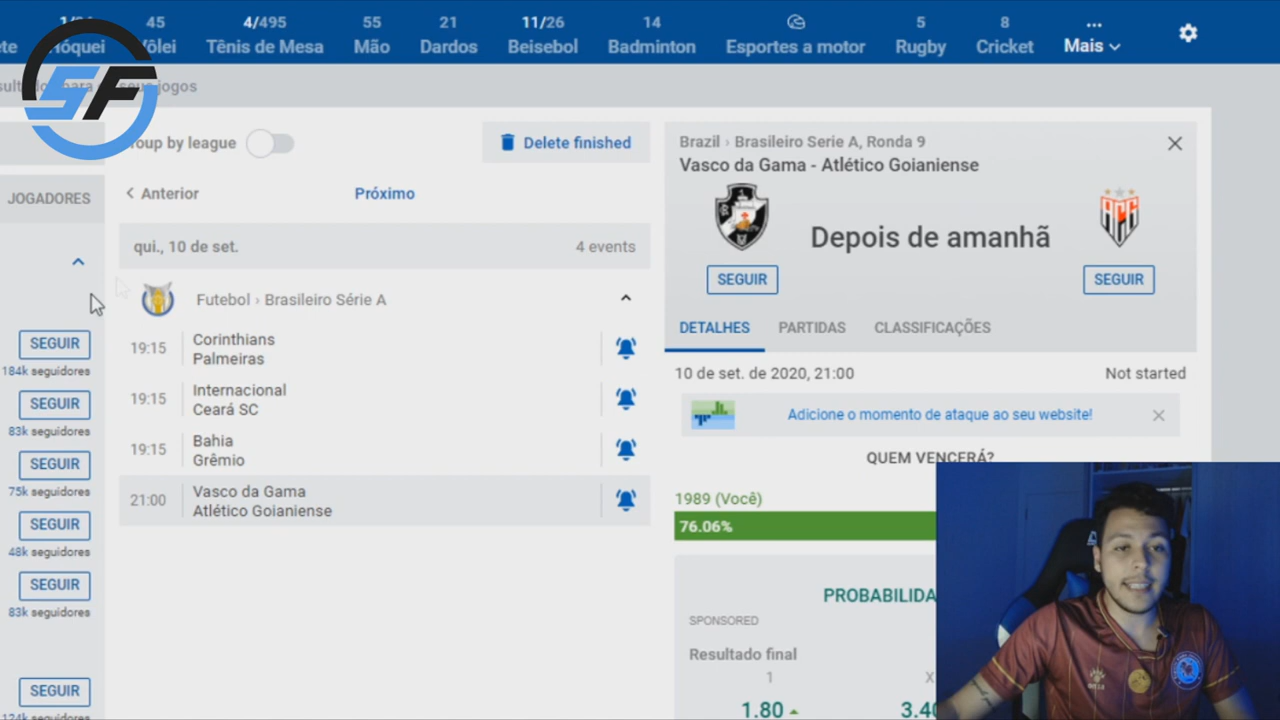 45 4/495 55 21 11/26 14 5 8 ...
Hóquei Vôlei Tênis de Mesa Mão Dardos Beisebol Badminton Esportes a motor Rugby Cricket Mais
seus jogos
SF
by league
Delete finished
JOGADORES
Anterior
Próximo
qui., 10 de set.
4 events
Futebol › Brasileiro Série A
19:15
Corinthians
Palmeiras
19:15
Internacional
Ceará SC
19:15
Bahia
Grêmio
21:00
Vasco da Gama
Atlético Goianiense
SEGUIR
184k seguidores
SEGUIR
83k seguidores
SEGUIR
75k seguidores
SEGUIR
48k seguidores
SEGUIR
83k seguidores
SEGUIR
124k seguidores
Brazil › Brasileiro Serie A, Ronda 9
Vasco da Gama - Atlético Goianiense
Depois de amanhã
SEGUIR
SEGUIR
DETALHES PARTIDAS CLASSIFICAÇÕES
10 de set. de 2020, 21:00
Not started
Adicione o momento de ataque ao seu website!
QUEM VENCERÁ?
1989 (Você)
76.06%
SPONSORED
Resultado final
1 X
1.80